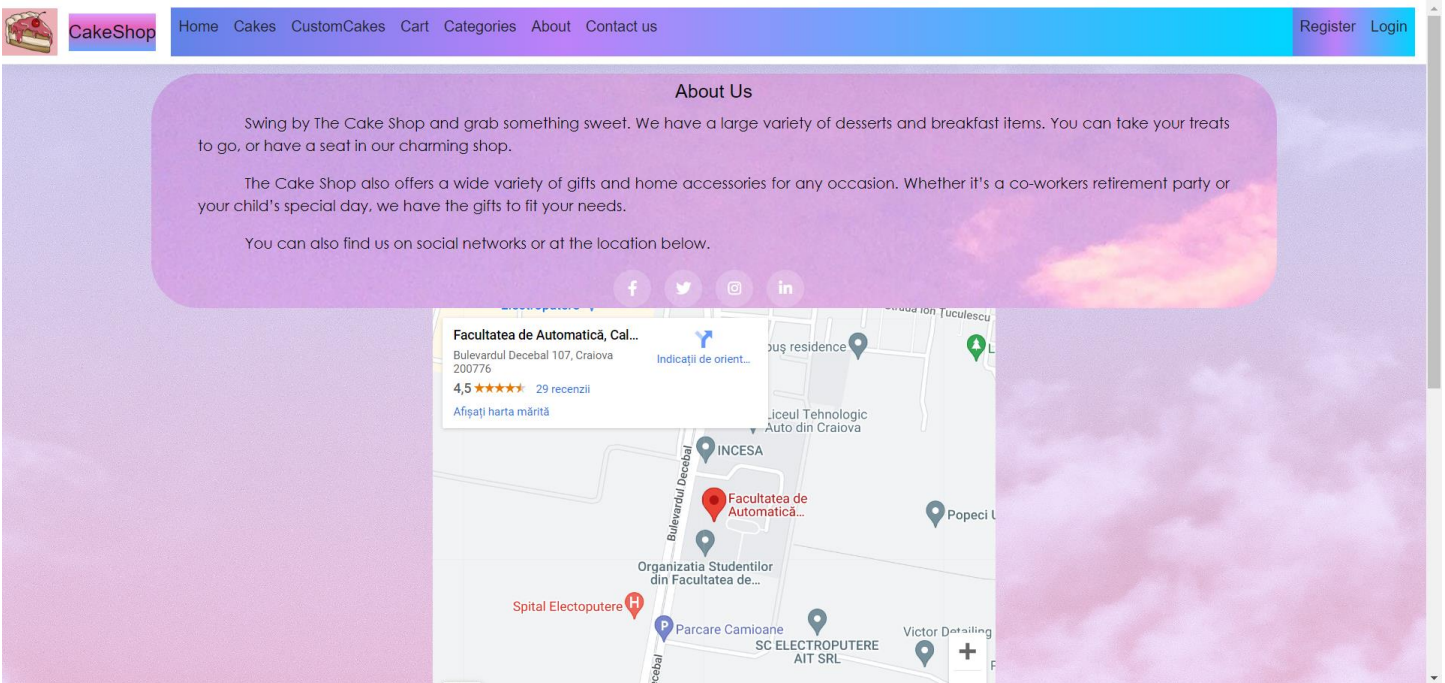 CakeShop
Home Cakes CustomCakes Cart Categories About Contact us
Register Login
About Us
Swing by The Cake Shop and grab something sweet. We have a large variety of desserts and breakfast items. You can take your treats
to go, or have a seat in our charming shop.
The Cake Shop also offers a wide variety of gifts and home accessories for any occasion. Whether it's a co-workers retirement party or
your child's special day, we have the gifts to fit your needs.
You can also find us on social networks or at the location below.
Strada Ion Țuculescu
Facultatea de Automatică, Cal...
Bulevardul Decebal 107, Craiova
200776
Indicații de orient...
4,5
29 recenzii
Afișați harta mărită
residence
Liceul Tehnologic
Auto din Craiova
INCESA
Bulevardul Decebal
Facultatea de
Automatică...
Popeci
Organizatia Studentilor
din Facultatea de...
Spital Electoputere
H
P
Parcare Camioane
SC ELECTROPUTERE
AIT SRL
Victor Detailing
+